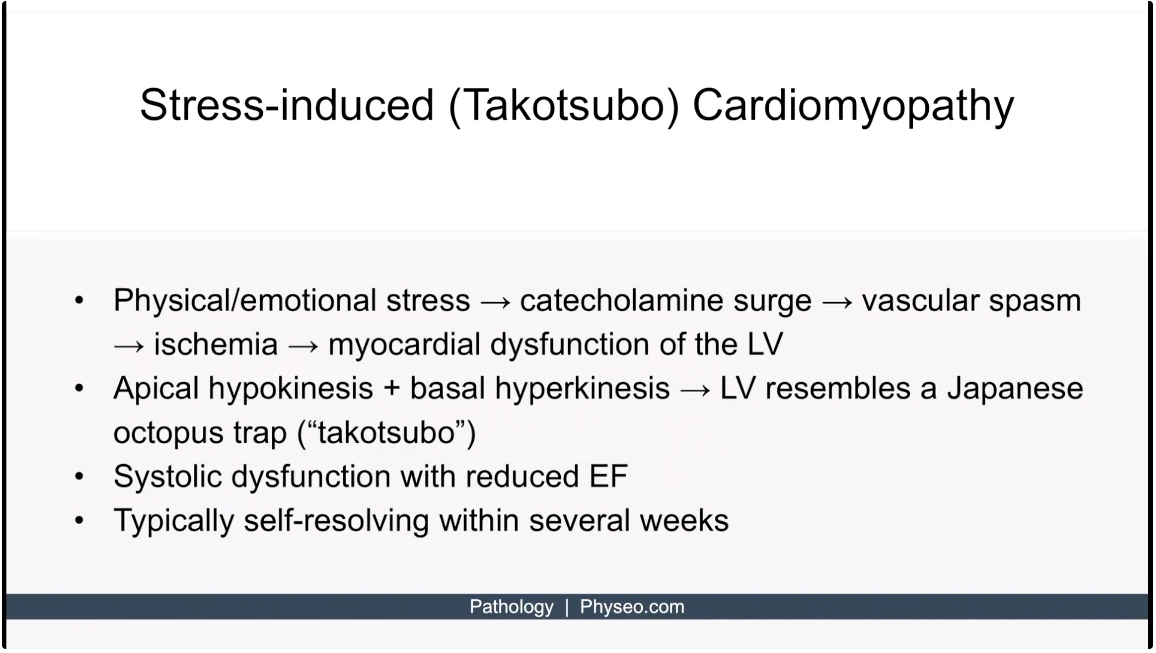 Stress-induced (Takotsubo) Cardiomyopathy
• Physical/emotional stress → catecholamine surge → vascular spasm
→ ischemia → myocardial dysfunction of the LV
• Apical hypokinesis + basal hyperkinesis → LV resembles a Japanese
octopus trap (“takotsubo”)
• Systolic dysfunction with reduced EF
• Typically self-resolving within several weeks
Pathology | Physeo.com